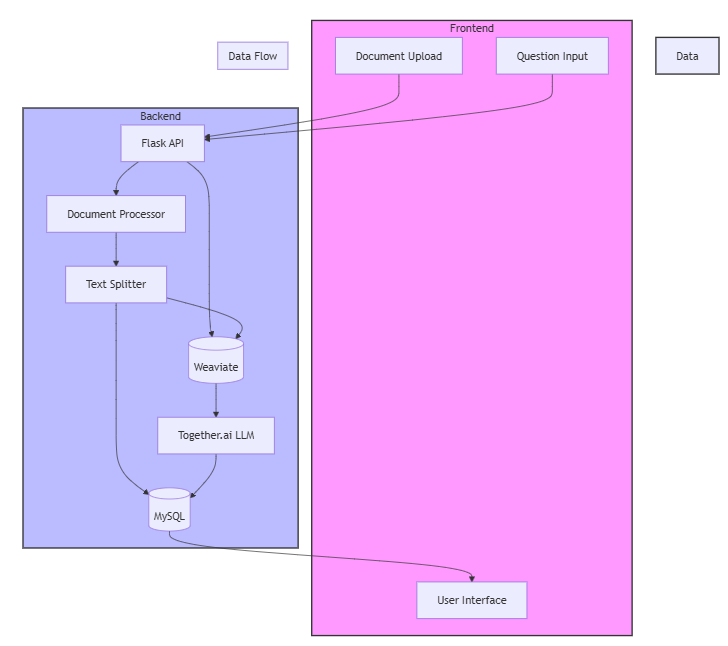 Frontend
Data Flow
Document Upload
Question Input
Data
Backend
Flask API
Document Processor
Text Splitter
Weaviate
Together.ai LLM
MySQL
User Interface